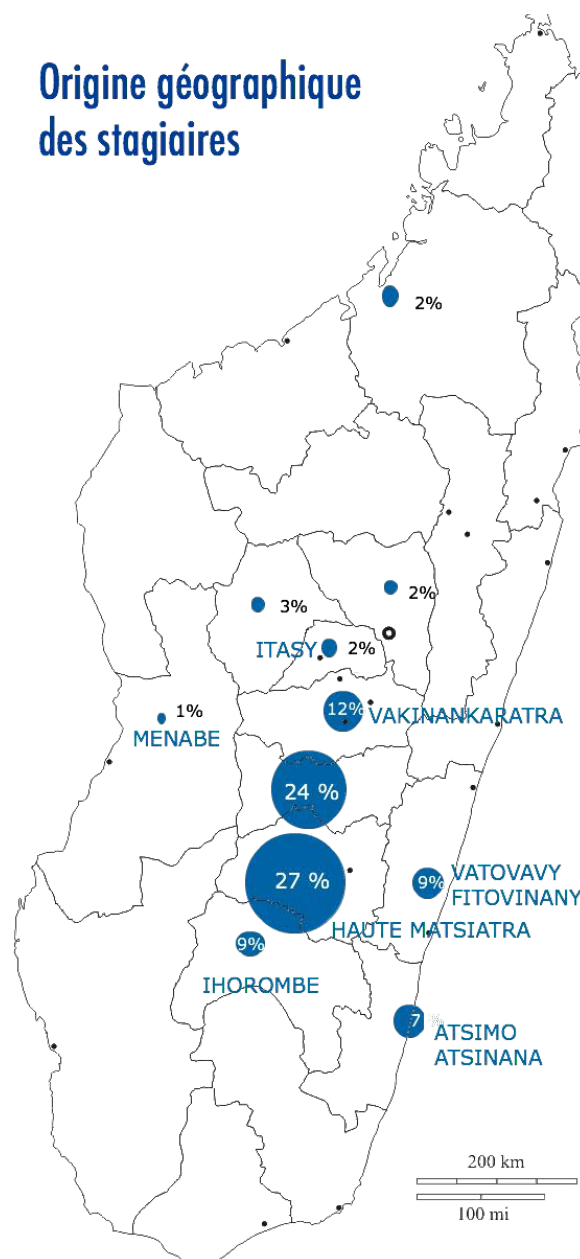 Origine géographique
des stagiaires
2%
2%
3%
ITASY
2%
1%
MENABE
12%
VAKINANKARATRA
24 %
27 %
9%
VATOVAVY
FITOVINANY
HAUTE MATSIATRA
9%
IHOROMBE
7
ATSIMO
ATSINANA
200 km
100 mi